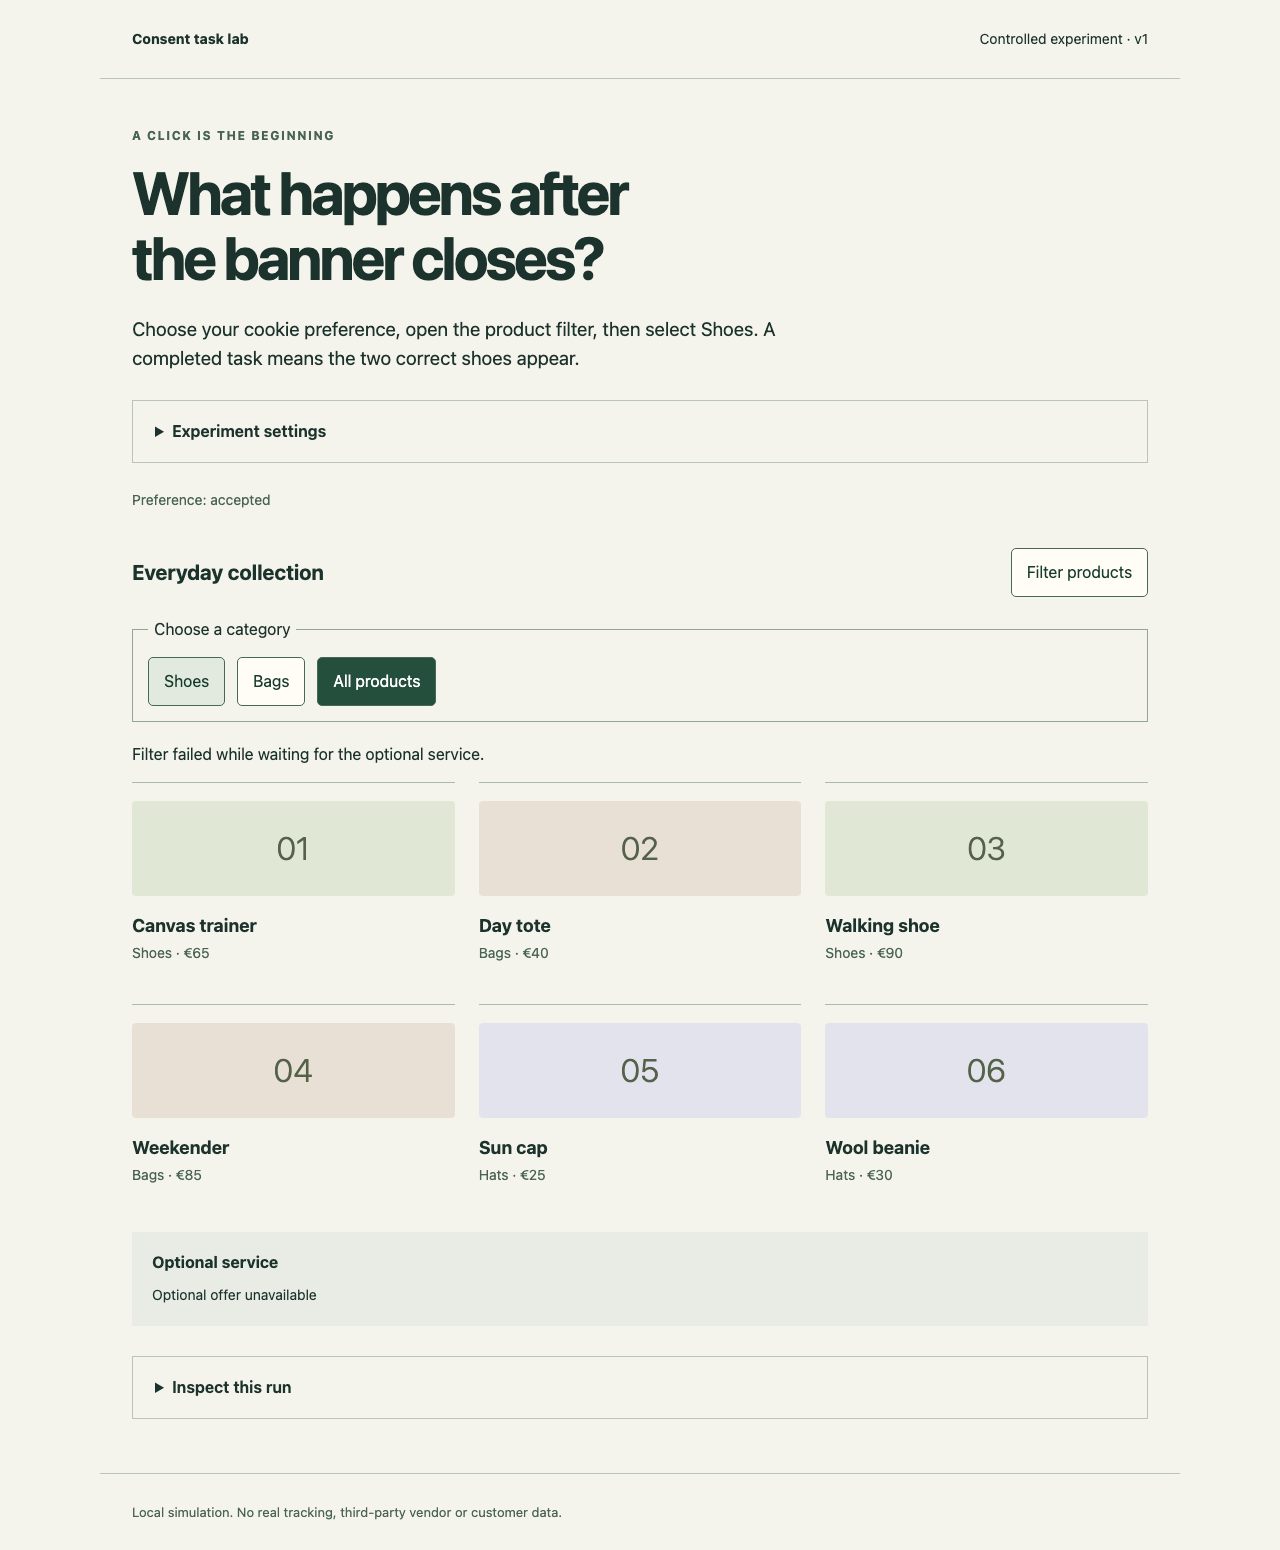 Consent task lab
Controlled experiment · v1
A CLICK IS THE BEGINNING
What happens after
the banner closes?
Choose your cookie preference, open the product filter, then select Shoes. A
completed task means the two correct shoes appear.
Experiment settings
Preference: accepted
Everyday collection
Filter products
Choose a category
Shoes
Bags
All products
Filter failed while waiting for the optional service.
01
Canvas trainer
Shoes · €65
02
Day tote
Bags · €40
03
Walking shoe
Shoes · €90
04
Weekender
Bags · €85
05
Sun cap
Hats · €25
06
Wool beanie
Hats · €30
Optional service
Optional offer unavailable
Inspect this run
Local simulation. No real tracking, third-party vendor or customer data.